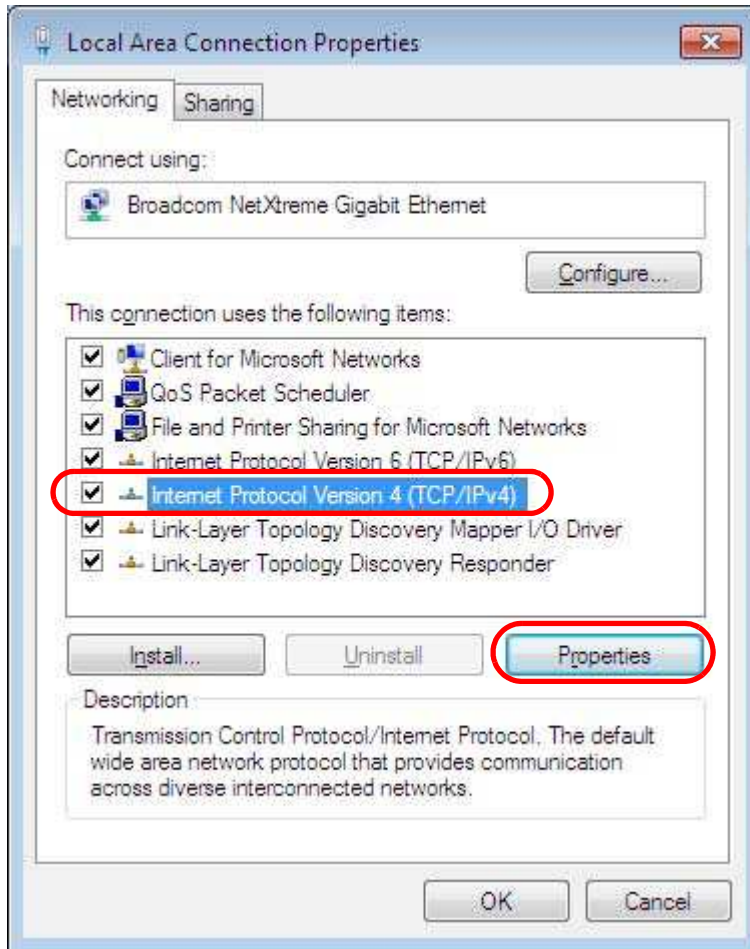 Local Area Connection Properties
Networking
Sharing
Connect using:
Broadcom NetXtreme Gigabit Ethernet
Configure...
This connection uses the following items:
Client for Microsoft Networks
QoS Packet Scheduler
File and Printer Sharing for Microsoft Networks
Internet Protocol Version 6 (TCP/IPv6)
Internet Protocol Version 4 (TCP/IPv4)
Link-Layer Topology Discovery Mapper I/O Driver
Link-Layer Topology Discovery Responder
Install...
Uninstall
Properties
Description
Transmission Control Protocol/Internet Protocol. The default
wide area network protocol that provides communication
across diverse interconnected networks.
OK
Cancel